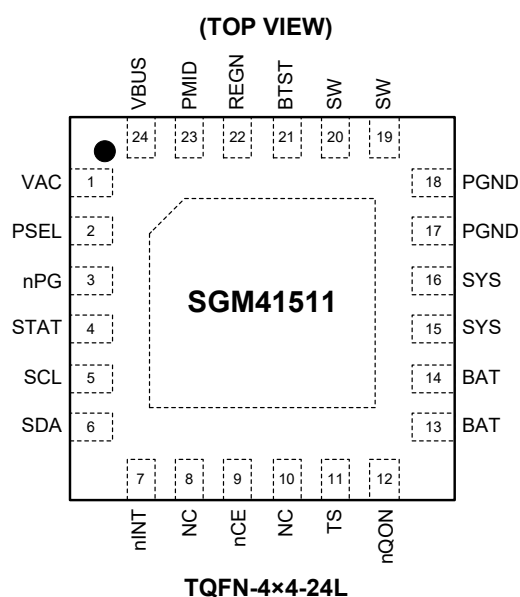 (TOP VIEW)
VBUS PMID REGN BTST SW SW
24 23 22 21 20 19
VAC 1 18 PGND
PSEL 2 17 PGND
nPG 3 16 SYS
SGM41511
STAT 4 15 SYS
SCL 5 14 BAT
SDA 6 13 BAT
7 8 9 10 11 12
nINT NC nCE NC TS nQON
TQFN-4×4-24L